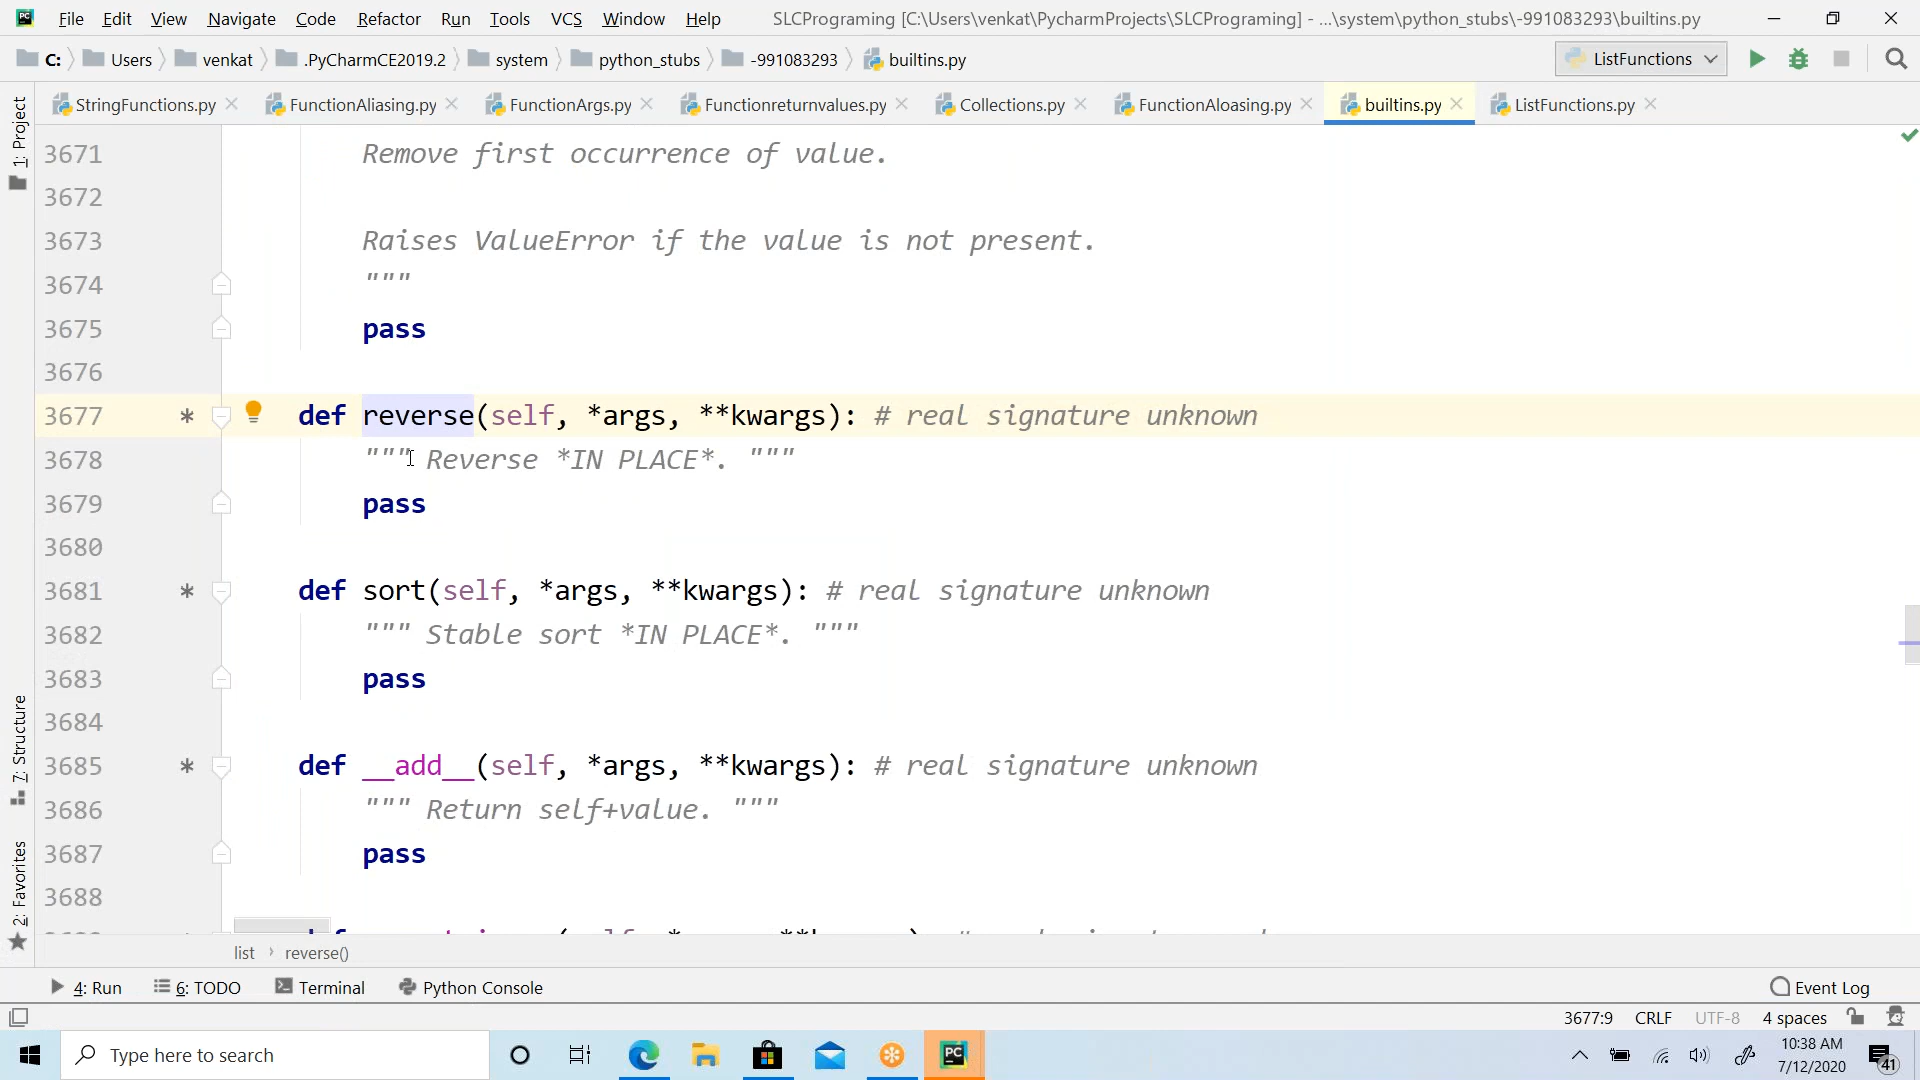 File Edit View Navigate Code Refactor Run Tools VCS Window Help SLCPrograming [C:\Users\venkat\PycharmProjects\SLCPrograming] - ...\system\python_stubs\-991083293\builtins.py
C: Users venkat .PyCharmCE2019.2 system python_stubs -991083293 builtins.py ListFunctions
StringFunctions.py FunctionAliasing.py FunctionArgs.py Functionreturnvalues.py Collections.py FunctionAloasing.py builtins.py ListFunctions.py
1: Project
3671 Remove first occurrence of value.
3672
3673 Raises ValueError if the value is not present.
3674 """
3675 pass
3676
3677 * def reverse(self, *args, **kwargs): # real signature unknown
3678 """ Reverse *IN PLACE*. """
3679 pass
3680
3681 * def sort(self, *args, **kwargs): # real signature unknown
3682 """ Stable sort *IN PLACE*. """
3683 pass
3684
3685 * def __add__(self, *args, **kwargs): # real signature unknown
3686 """ Return self+value. """
3687 pass
3688
7: Structure
2: Favorites
list › reverse()
4: Run 6: TODO Terminal Python Console Event Log
3677:9 CRLF UTF-8 4 spaces
Type here to search
PC
10:38 AM
7/12/2020
41